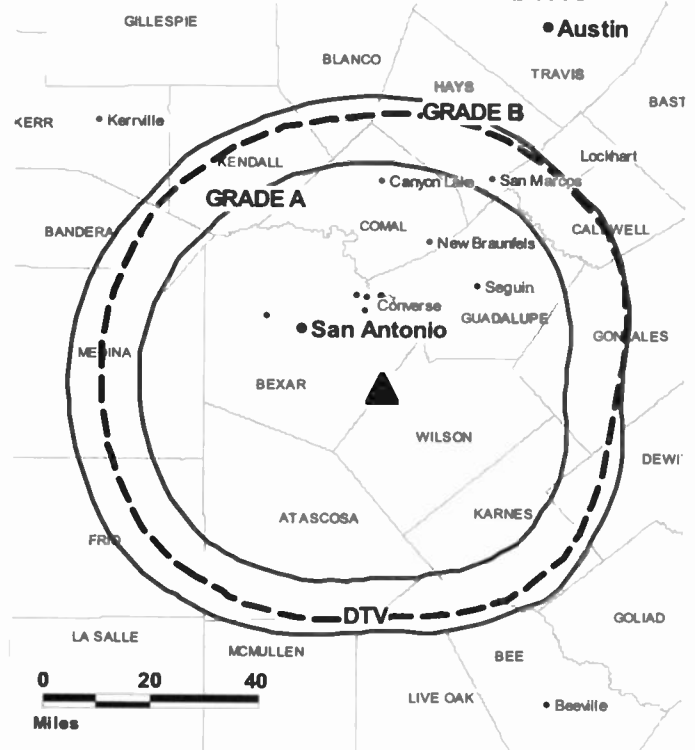 GILLESPIE
Austin
BLANCO
TRAVIS
HAYS
BAST
GRADE B
KERR
Kerrville
Lockhart
KENDALL
Canyon Lake
San Marcos
GRADE A
COMAL
CALDWELL
BANDERA
New Braunfels
Seguin
Converse
GUADALUPE
San Antonio
GONZALES
MEDINA
BEXAR
WILSON
DEWI
ATASCOSA
KARNES
FRIO
DTV
GOLIAD
LA SALLE
MCMULLEN
BEE
0 20 40
LIVE OAK
Beeville
Miles